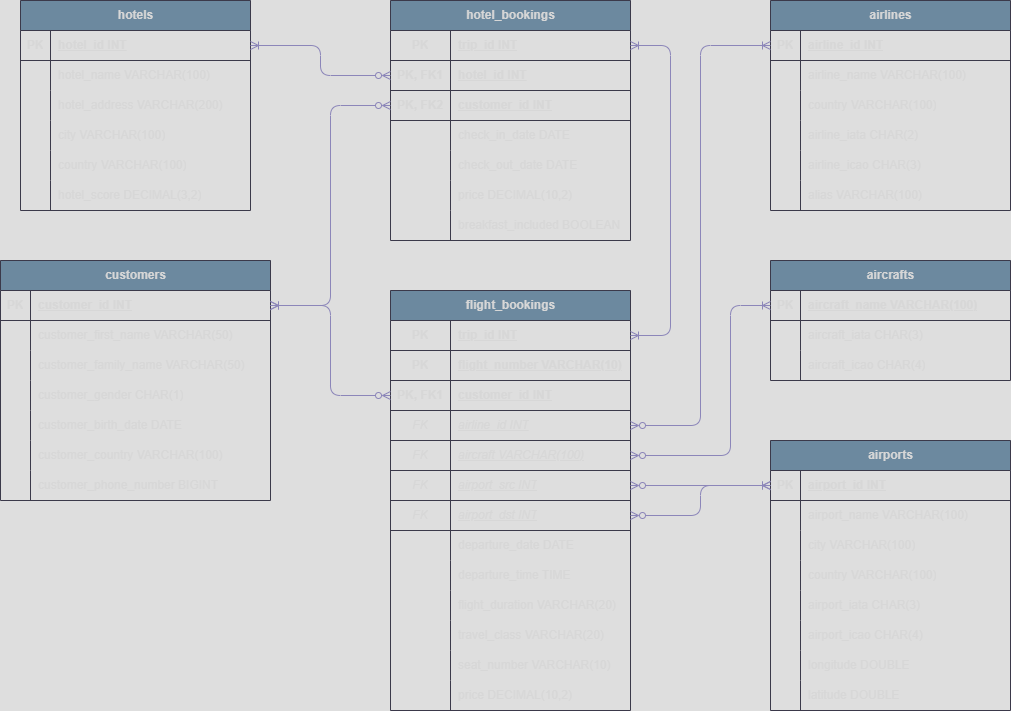 hotels
PK hotel_id INT
hotel_name VARCHAR(100)
hotel_address VARCHAR(200)
city VARCHAR(100)
country VARCHAR(100)
hotel_score DECIMAL(3,2)
hotel_bookings
PK trip_id INT
PK, FK1 hotel_id INT
PK, FK2 customer_id INT
check_in_date DATE
check_out_date DATE
price DECIMAL(10,2)
breakfast_included BOOLEAN
airlines
PK airline_id INT
airline_name VARCHAR(100)
country VARCHAR(100)
airline_iata CHAR(2)
airline_icao CHAR(3)
alias VARCHAR(100)
customers
PK customer_id INT
customer_first_name VARCHAR(50)
customer_family_name VARCHAR(50)
customer_gender CHAR(1)
customer_birth_date DATE
customer_country VARCHAR(100)
customer_phone_number BIGINT
flight_bookings
PK trip_id INT
PK flight_number VARCHAR(10)
PK, FK1 customer_id INT
FK airline_id INT
FK aircraft VARCHAR(100)
FK airport_src INT
FK airport_dst INT
departure_date DATE
departure_time TIME
flight_duration VARCHAR(20)
travel_class VARCHAR(20)
seat_number VARCHAR(10)
price DECIMAL(10,2)
aircrafts
PK aircraft_name VARCHAR(100)
aircraft_iata CHAR(3)
aircraft_icao CHAR(4)
airports
PK airport_id INT
airport_name VARCHAR(100)
city VARCHAR(100)
country VARCHAR(100)
airport_iata CHAR(3)
airport_icao CHAR(4)
longitude DOUBLE
altitude DOUBLE